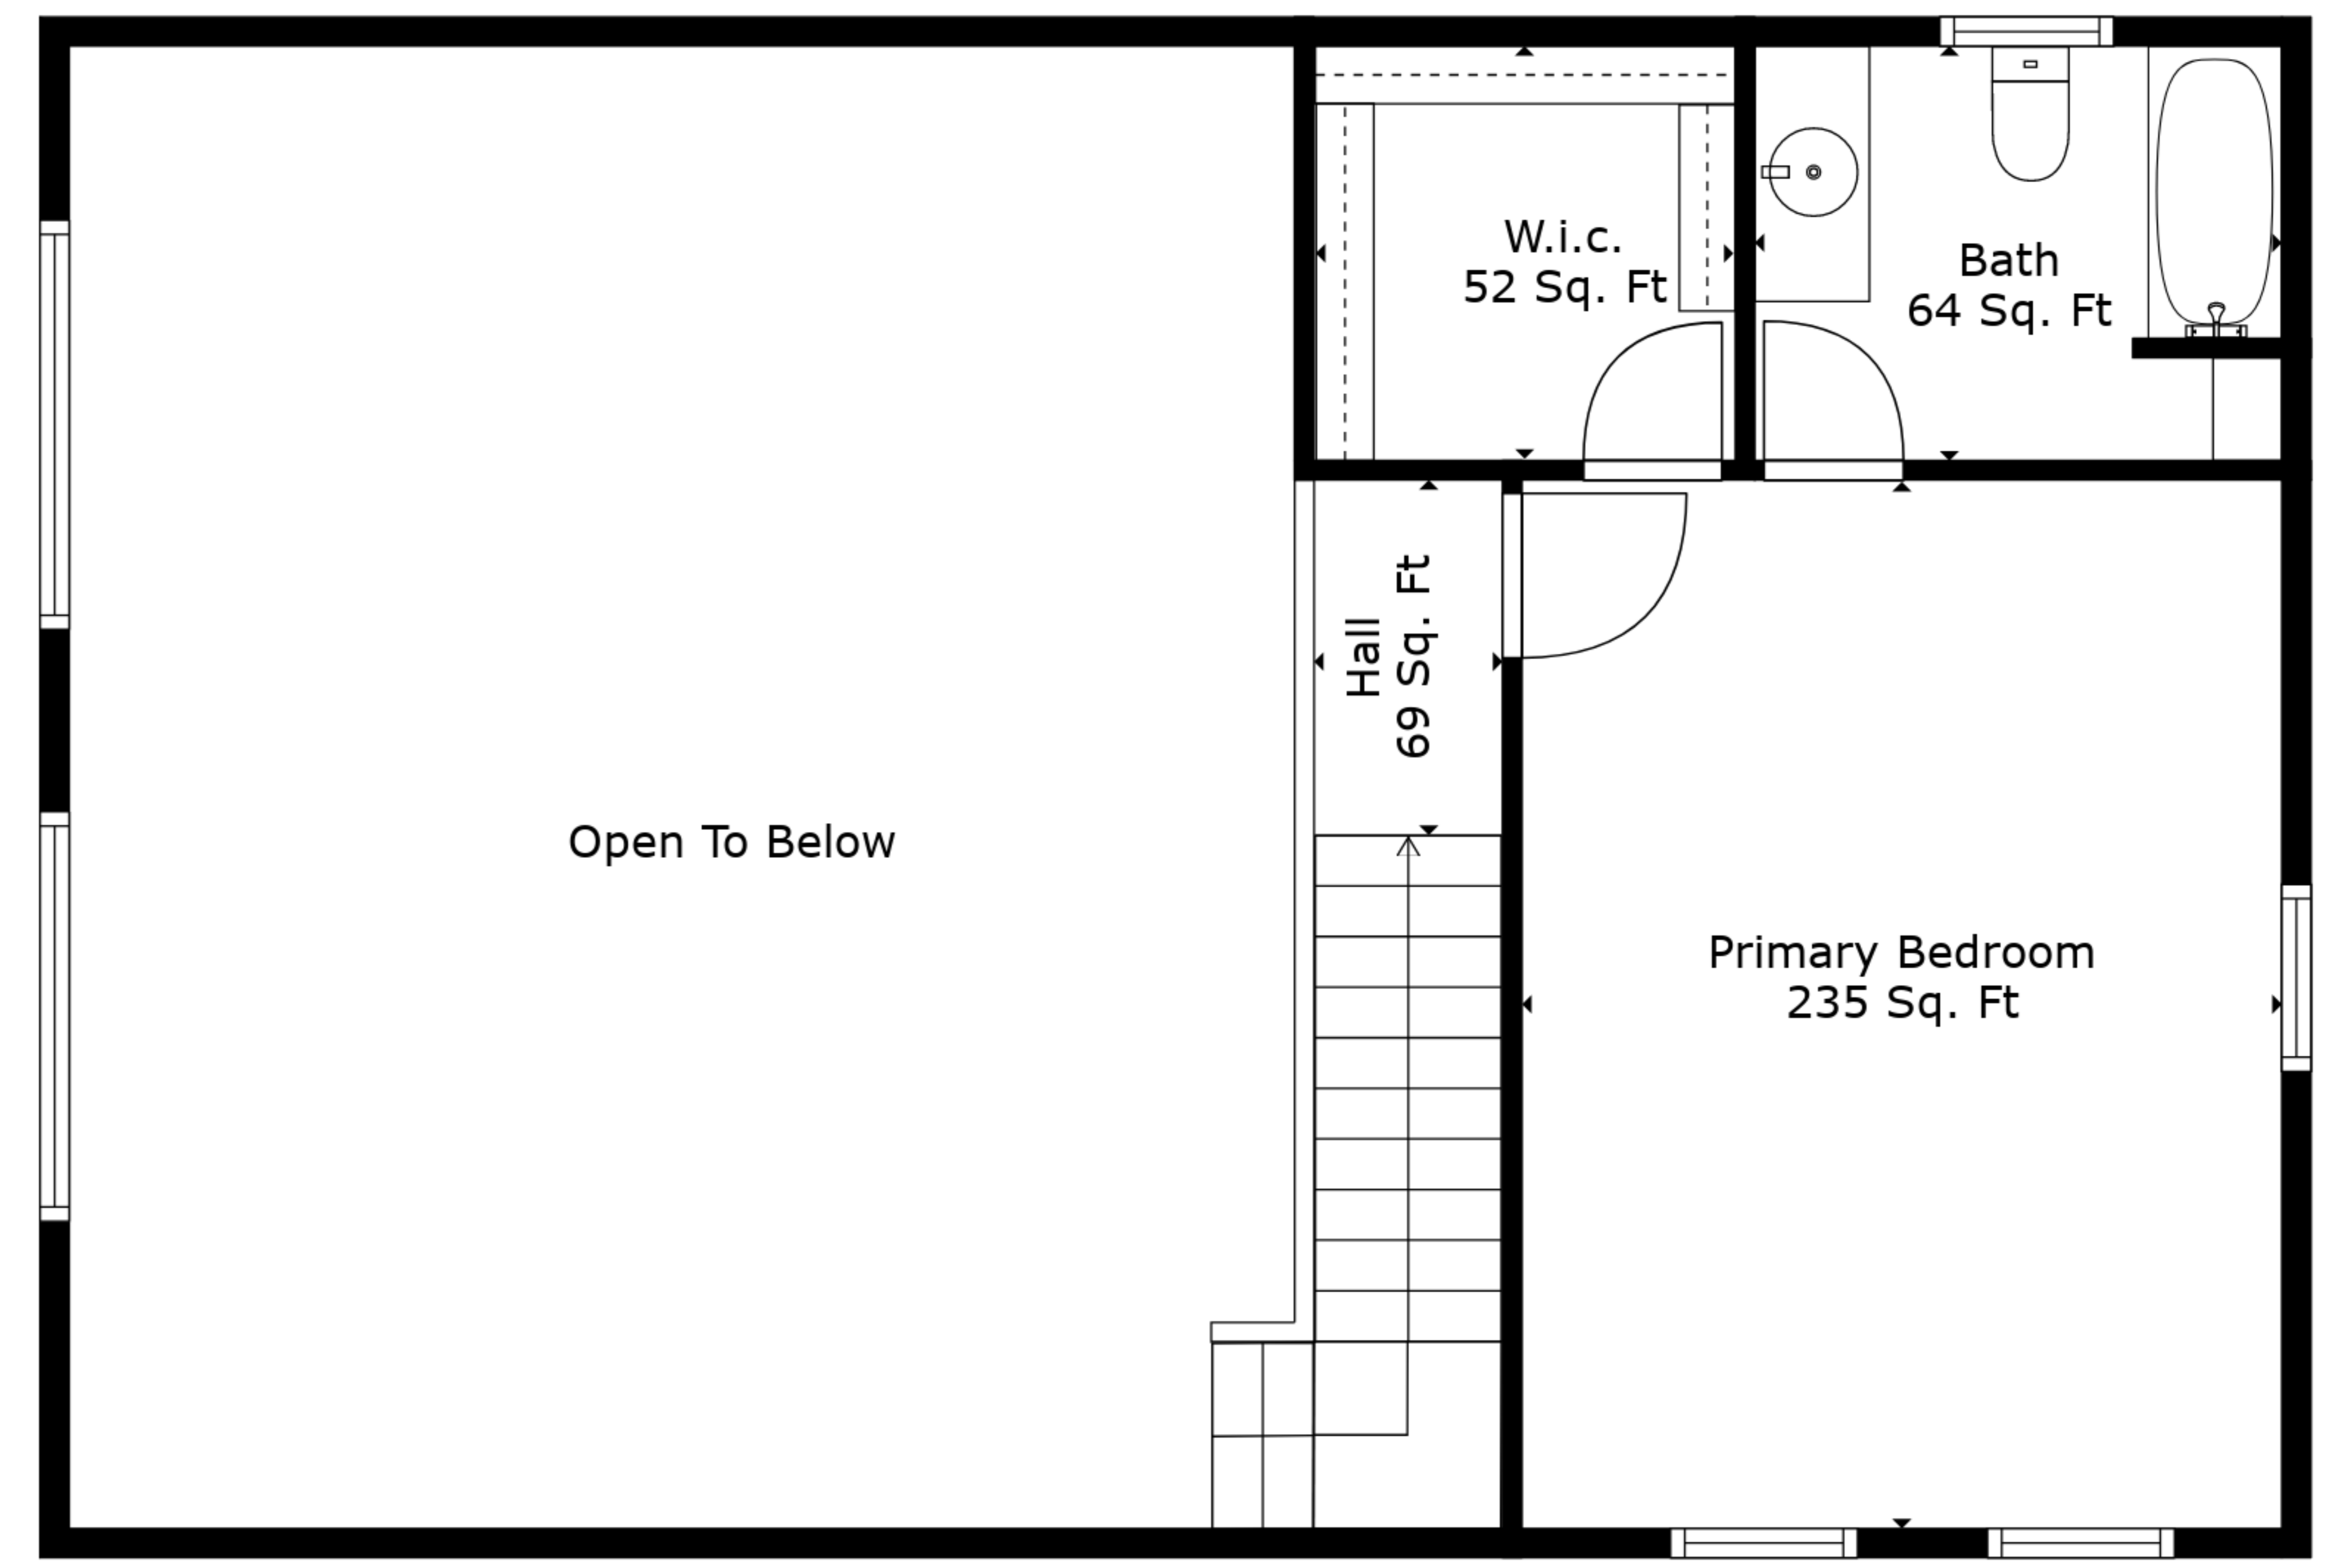 W.i.c.
52 Sq. Ft
Bath
64 Sq. Ft
Hall
69 Sq. Ft
Open To Below
Primary Bedroom
235 Sq. Ft